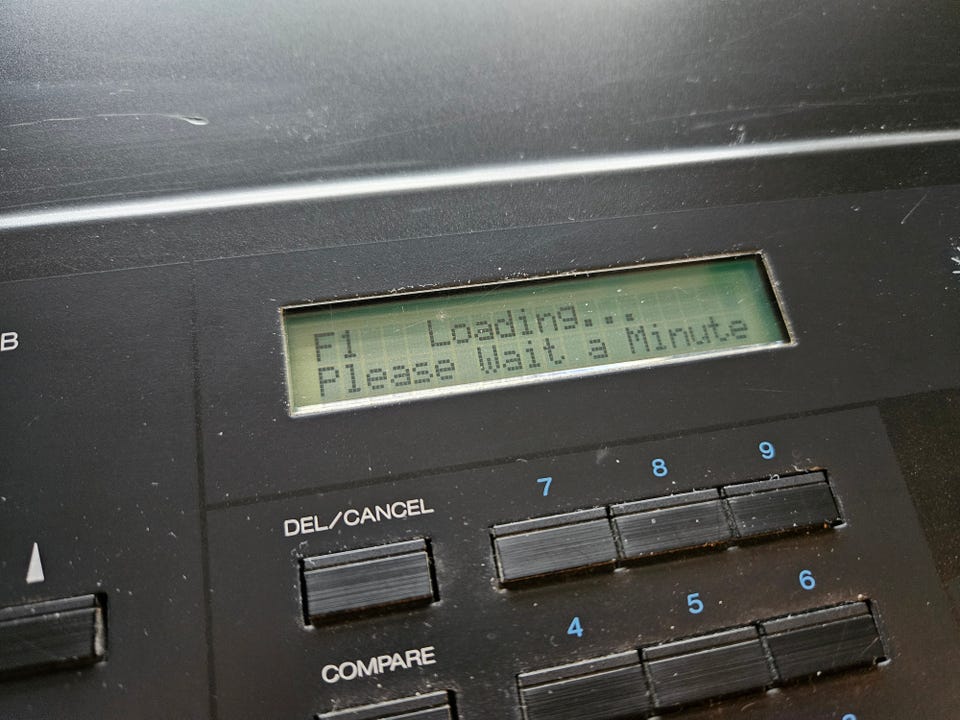 F1 Loading...
Please Wait a Minute
B
DEL/CANCEL
7 8 9
COMPARE
4 5 6